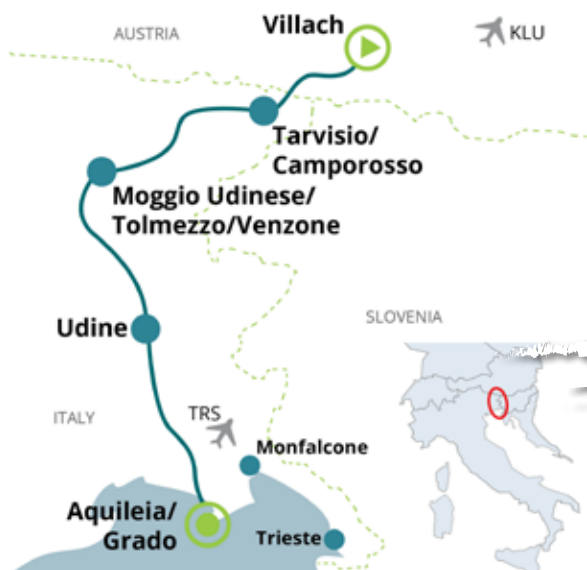 AUSTRIA
Villach
KLU
Tarvisio/
Camporosso
Moggio Udinese/
Tolmezzo/Venzone
Udine
SLOVENIA
ITALY
TRS
Monfalcone
Aquileia/
Grado
Trieste